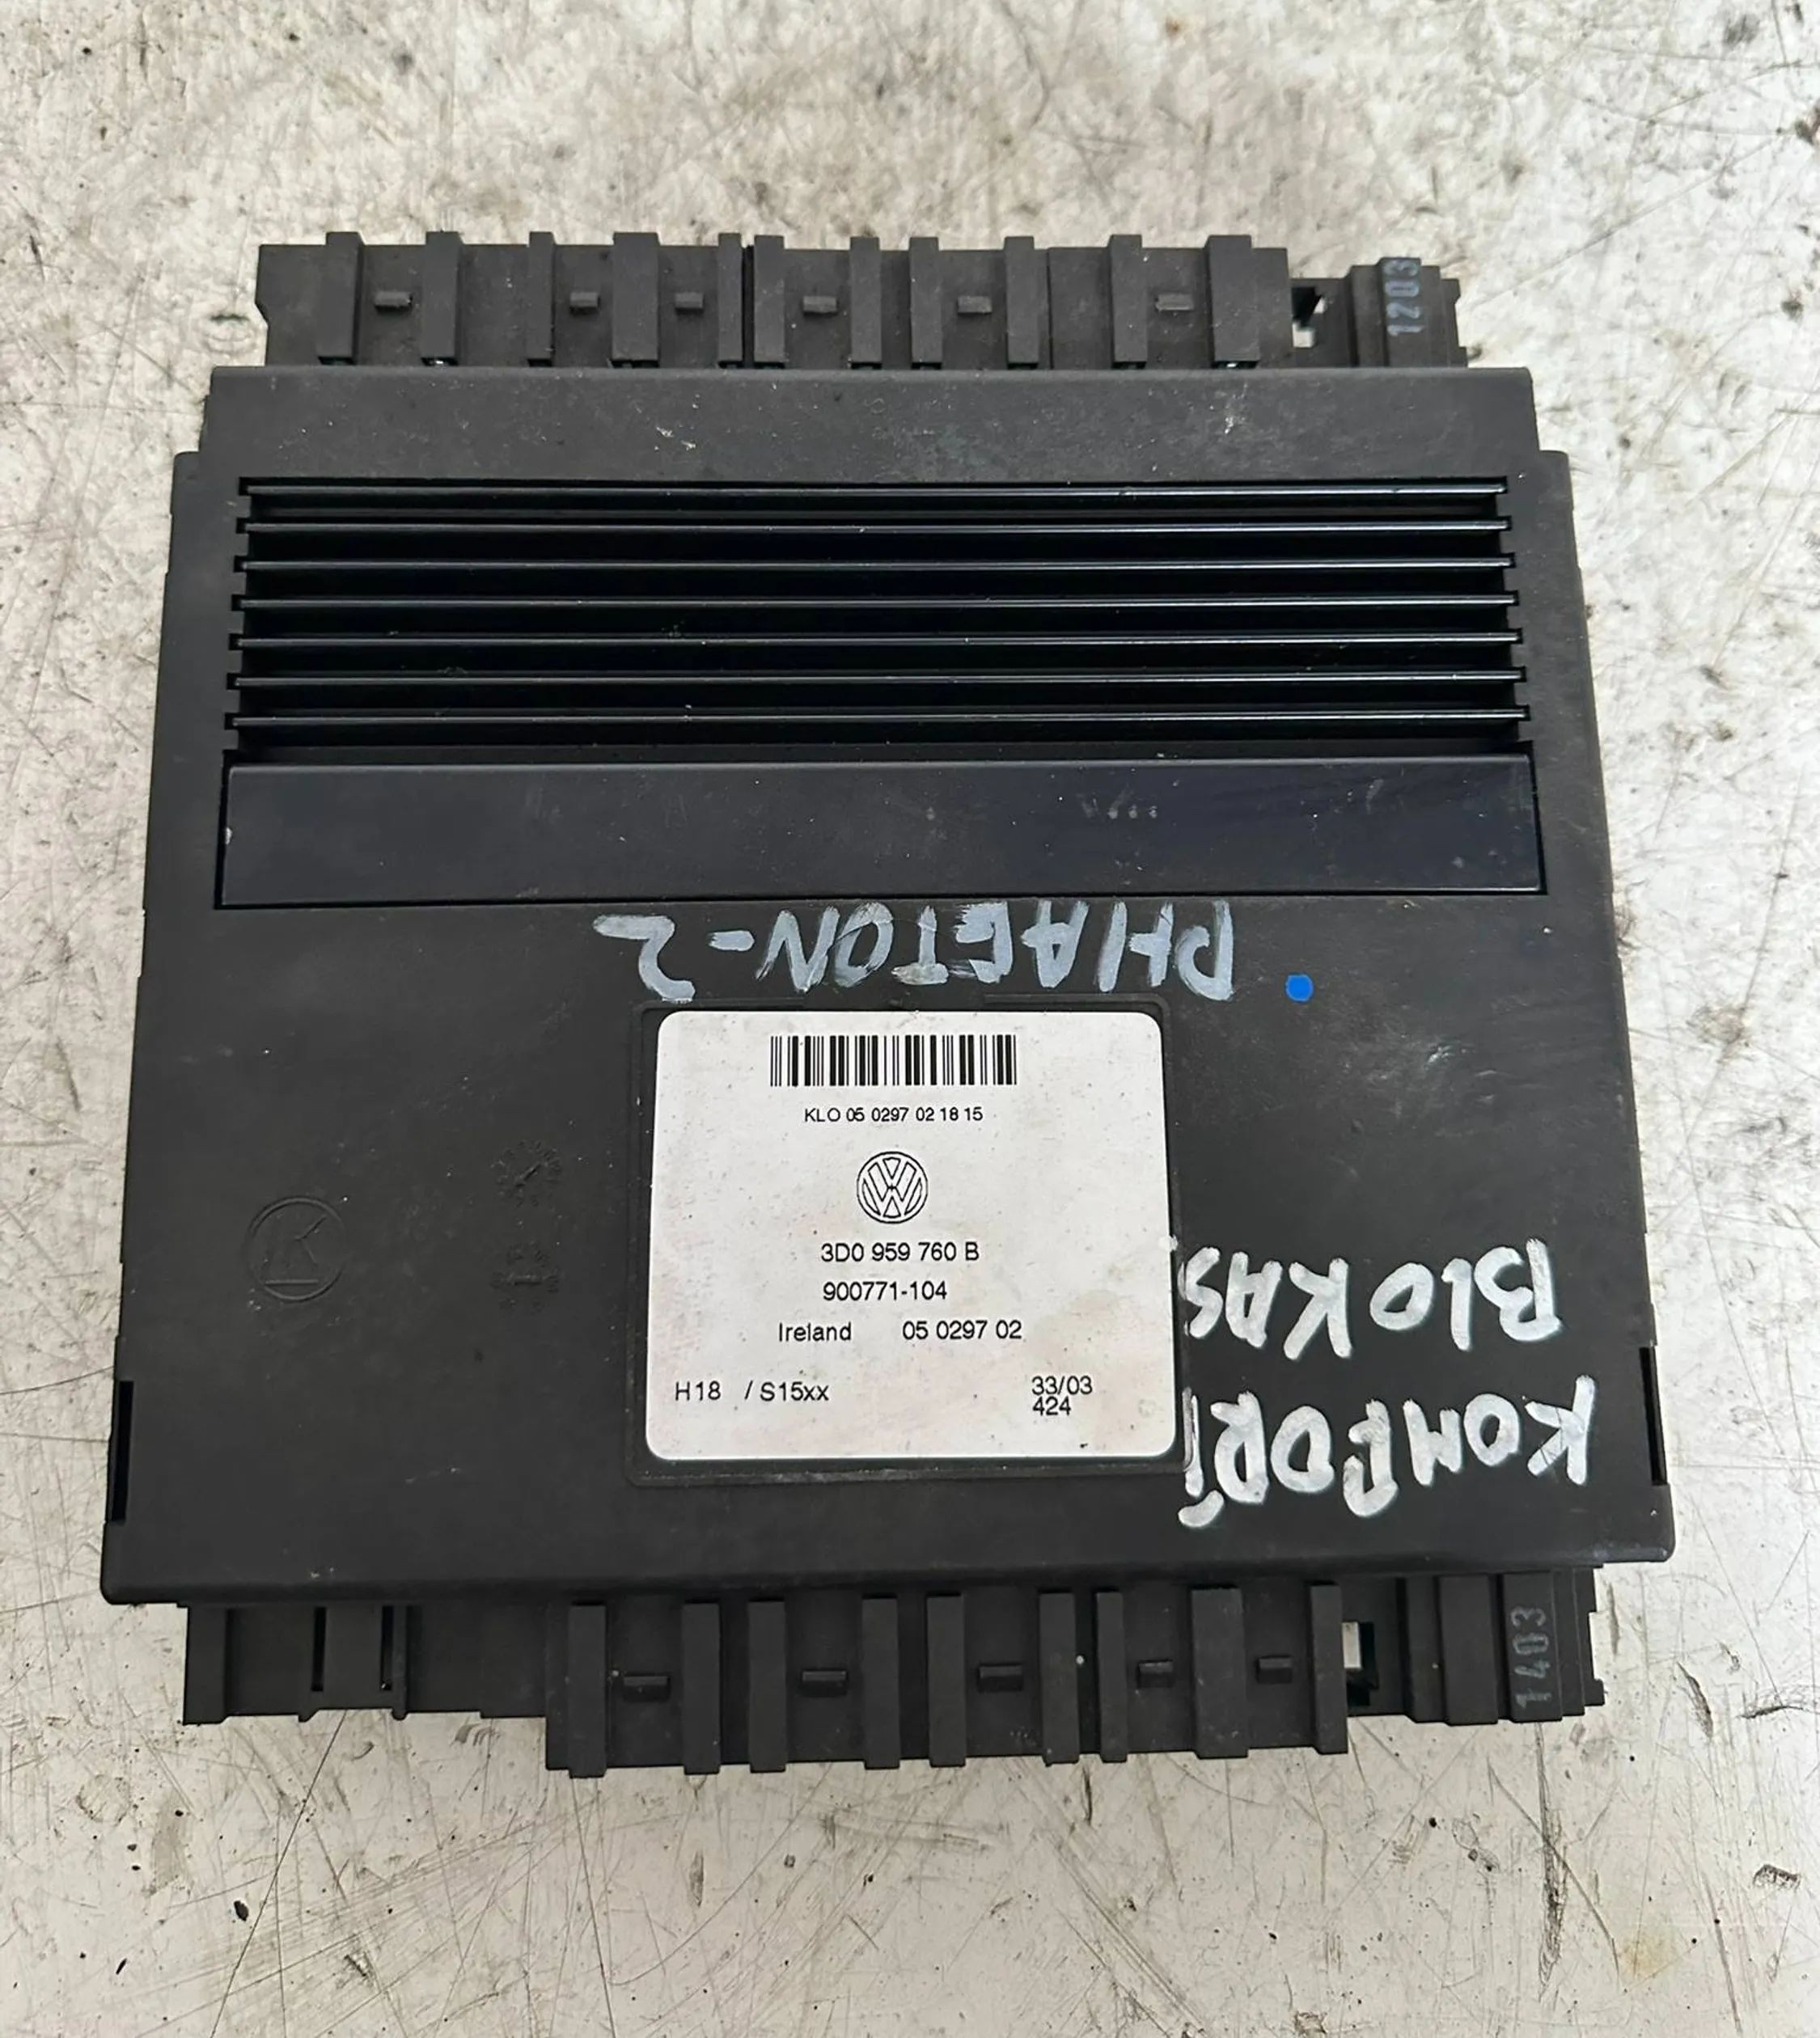 1203
PHAETON-2
KLO 05 0297 02 18 15
3D0 959 760 B
900771-104
Ireland 05 0297 02
H18 / S15xx 33/03
424
KOMFORT
BLOKAS
1403